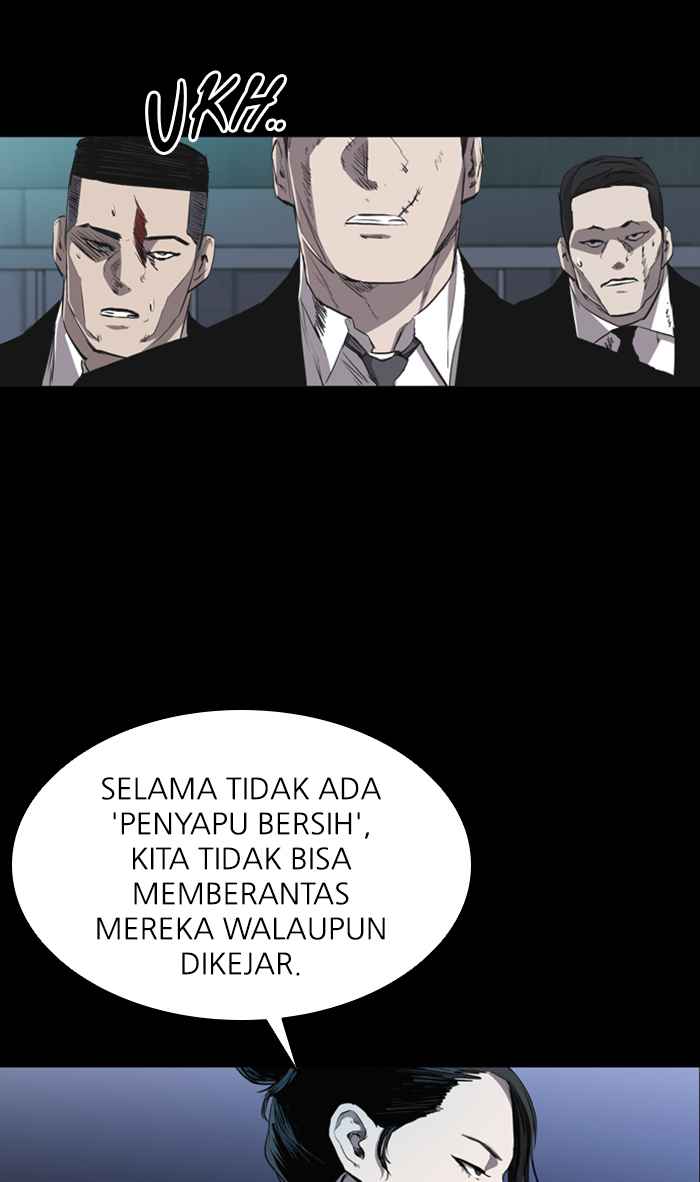 UKH..
SELAMA TIDAK ADA
'PENYAPU BERSIH',
KITA TIDAK BISA
MEMBERANTAS
MEREKA WALAUPUN
DIKEJAR.